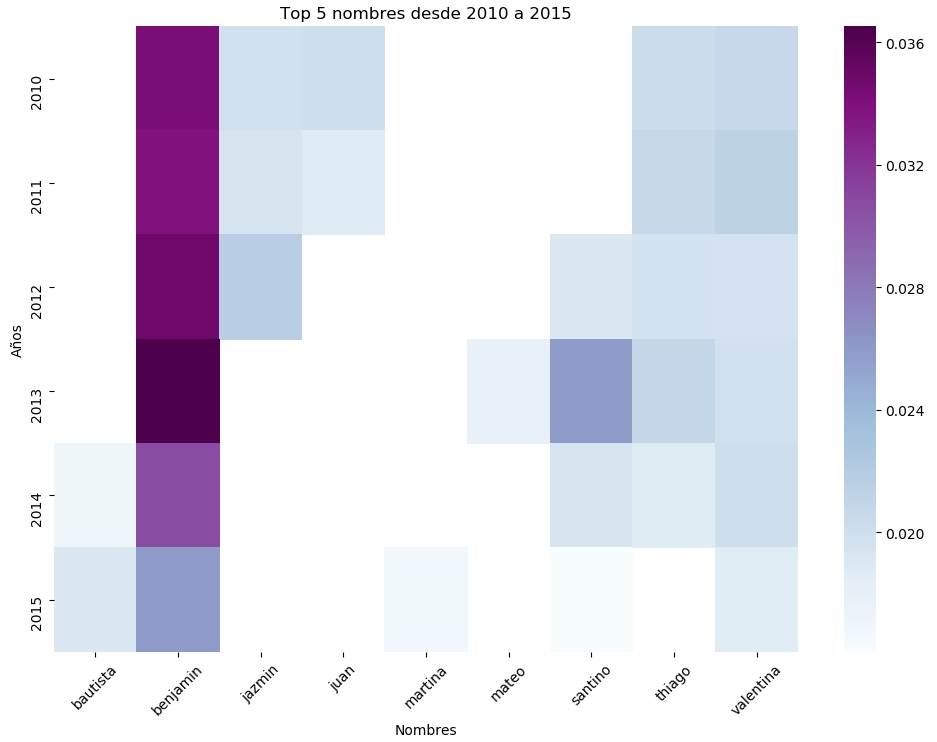 Top 5 nombres desde 2010 a 2015
Años
2010
2011
2012
2013
2014
2015
bautista
benjamin
jazmin
juan
martina
mateo
santino
thiago
valentina
Nombres
0.036
0.032
0.028
0.024
0.020